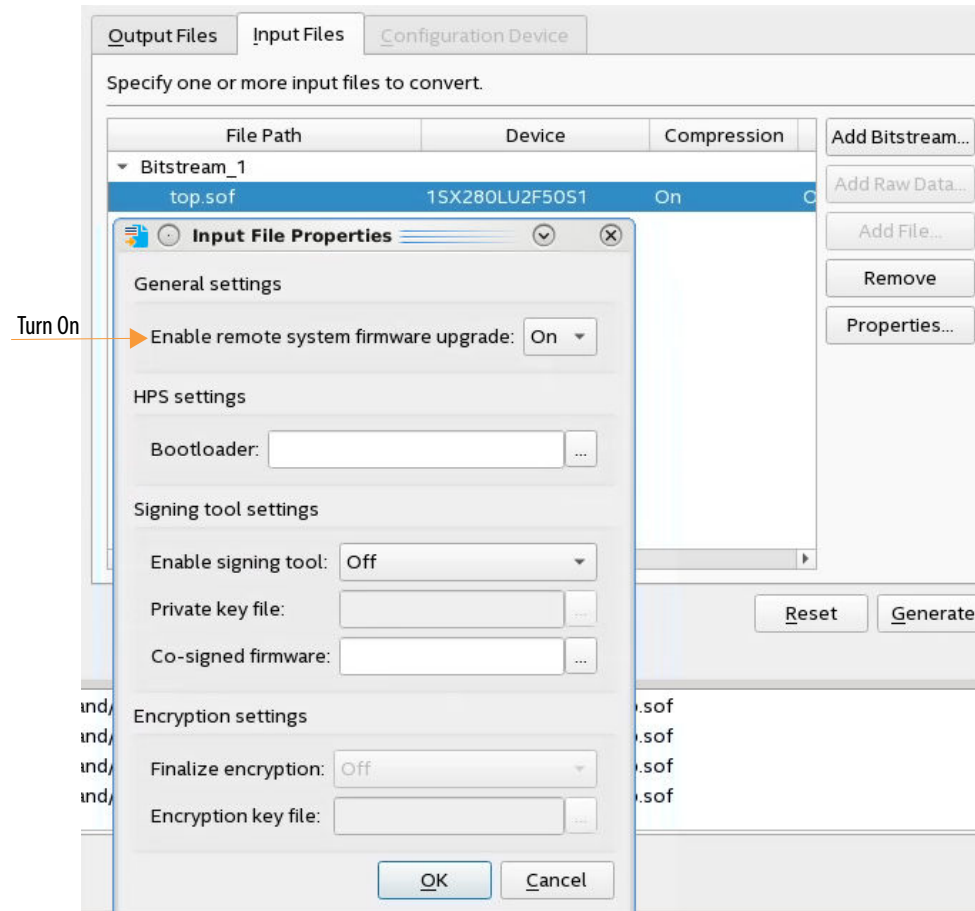 Output Files Input Files Configuration Device
Specify one or more input files to convert.
File Path Device Compression
Add Bitstream...
Bitstream_1
top.sof 1SX280LU2F50S1 On
Add Raw Data...
Input File Properties
Add File...
General settings
Remove
Turn On
Enable remote system firmware upgrade: On
Properties...
HPS settings
Bootloader: ...
Signing tool settings
Enable signing tool: Off
Private key file: ...
Reset Generate
Co-signed firmware: ...
and/ .sof
Encryption settings
and/ .sof
and/ .sof
Finalize encryption: Off
and/ .sof
Encryption key file: ...
OK Cancel